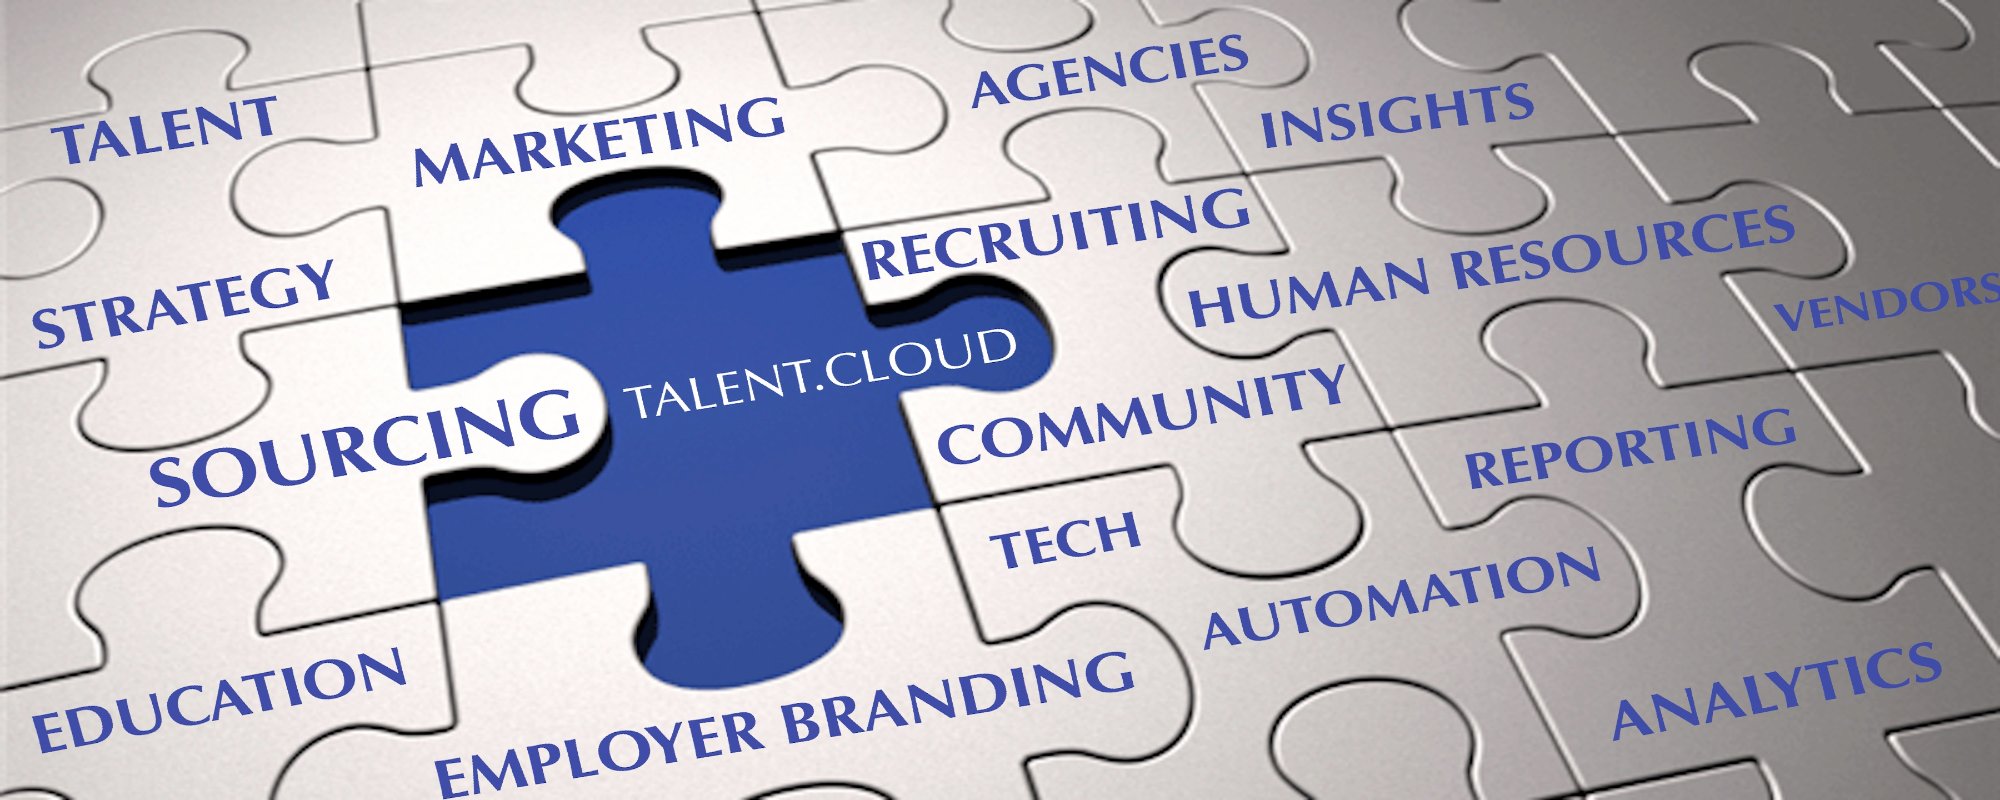 AGENCIES
TALENT
MARKETING
INSIGHTS
RECRUITING
HUMAN RESOURCES
STRATEGY
VENDORS
TALENT.CLOUD
SOURCING
COMMUNITY
REPORTING
TECH
AUTOMATION
EDUCATION
EMPLOYER BRANDING
ANALYTICS